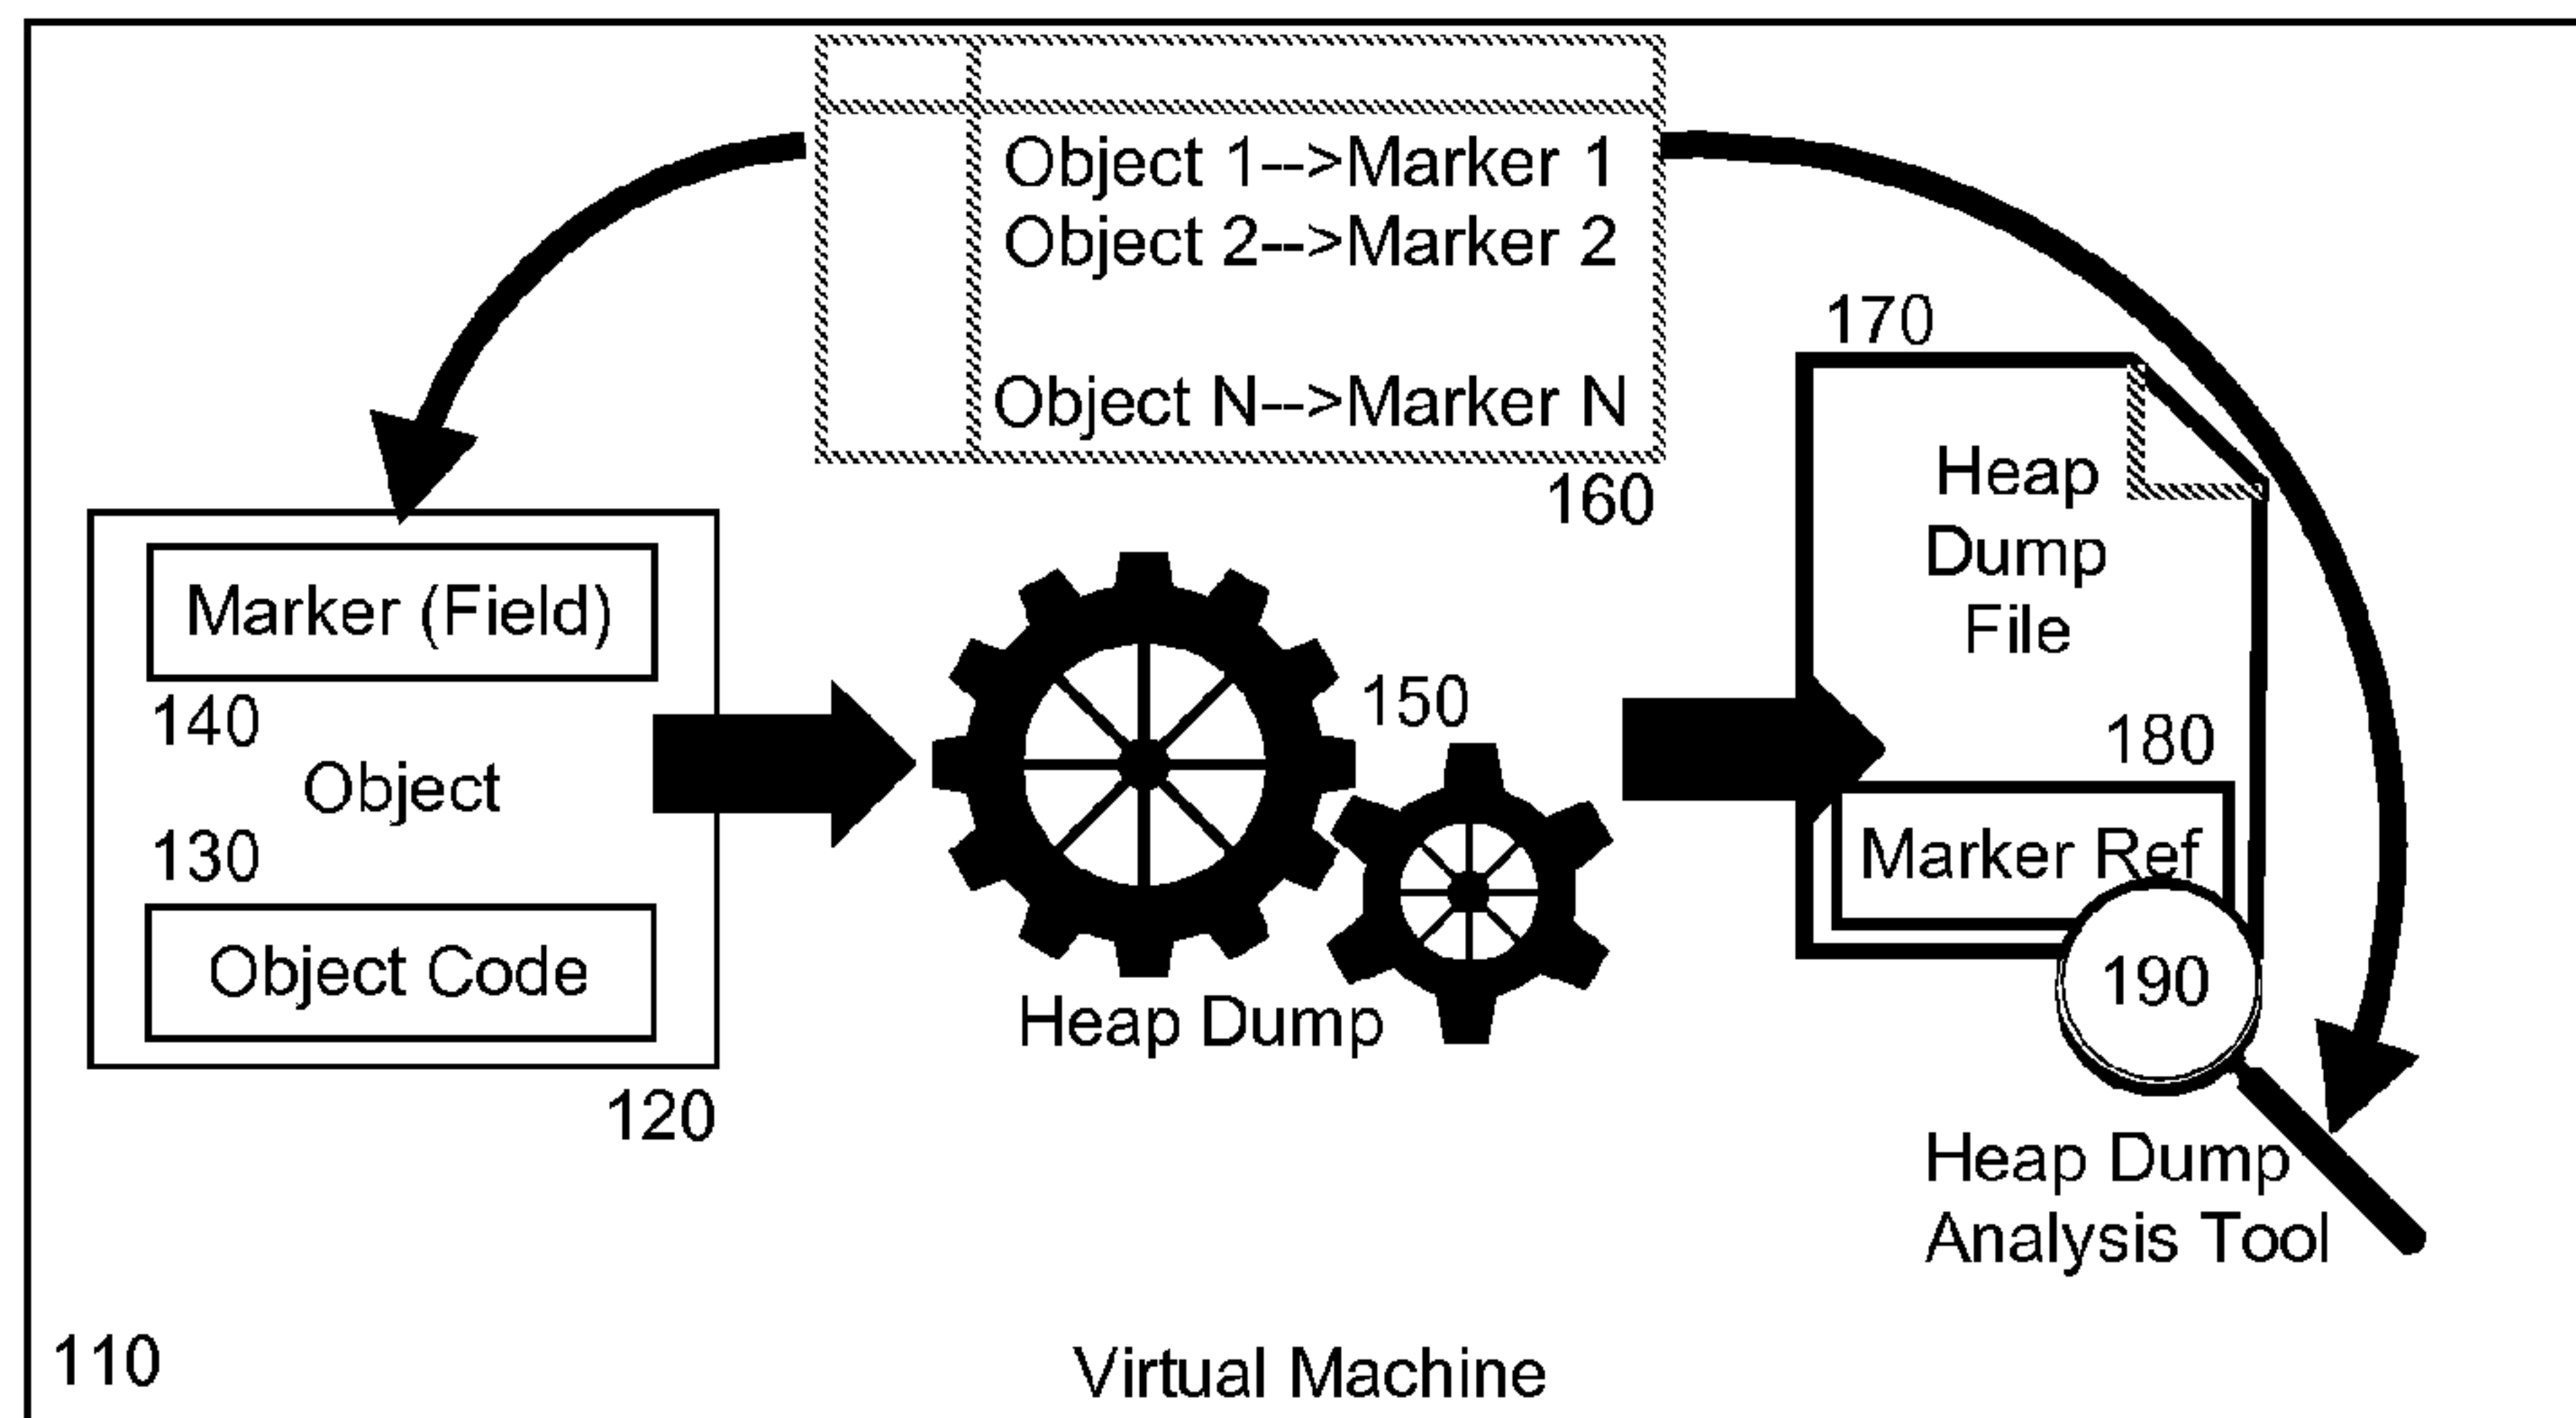 Object 1-->Marker 1
Object 2-->Marker 2
Object N-->Marker N
160
170
Heap
Dump
File
180
Marker Ref
190
Heap Dump
Analysis Tool
Marker (Field)
140
Object
130
Object Code
120
150
Heap Dump
110
Virtual Machine